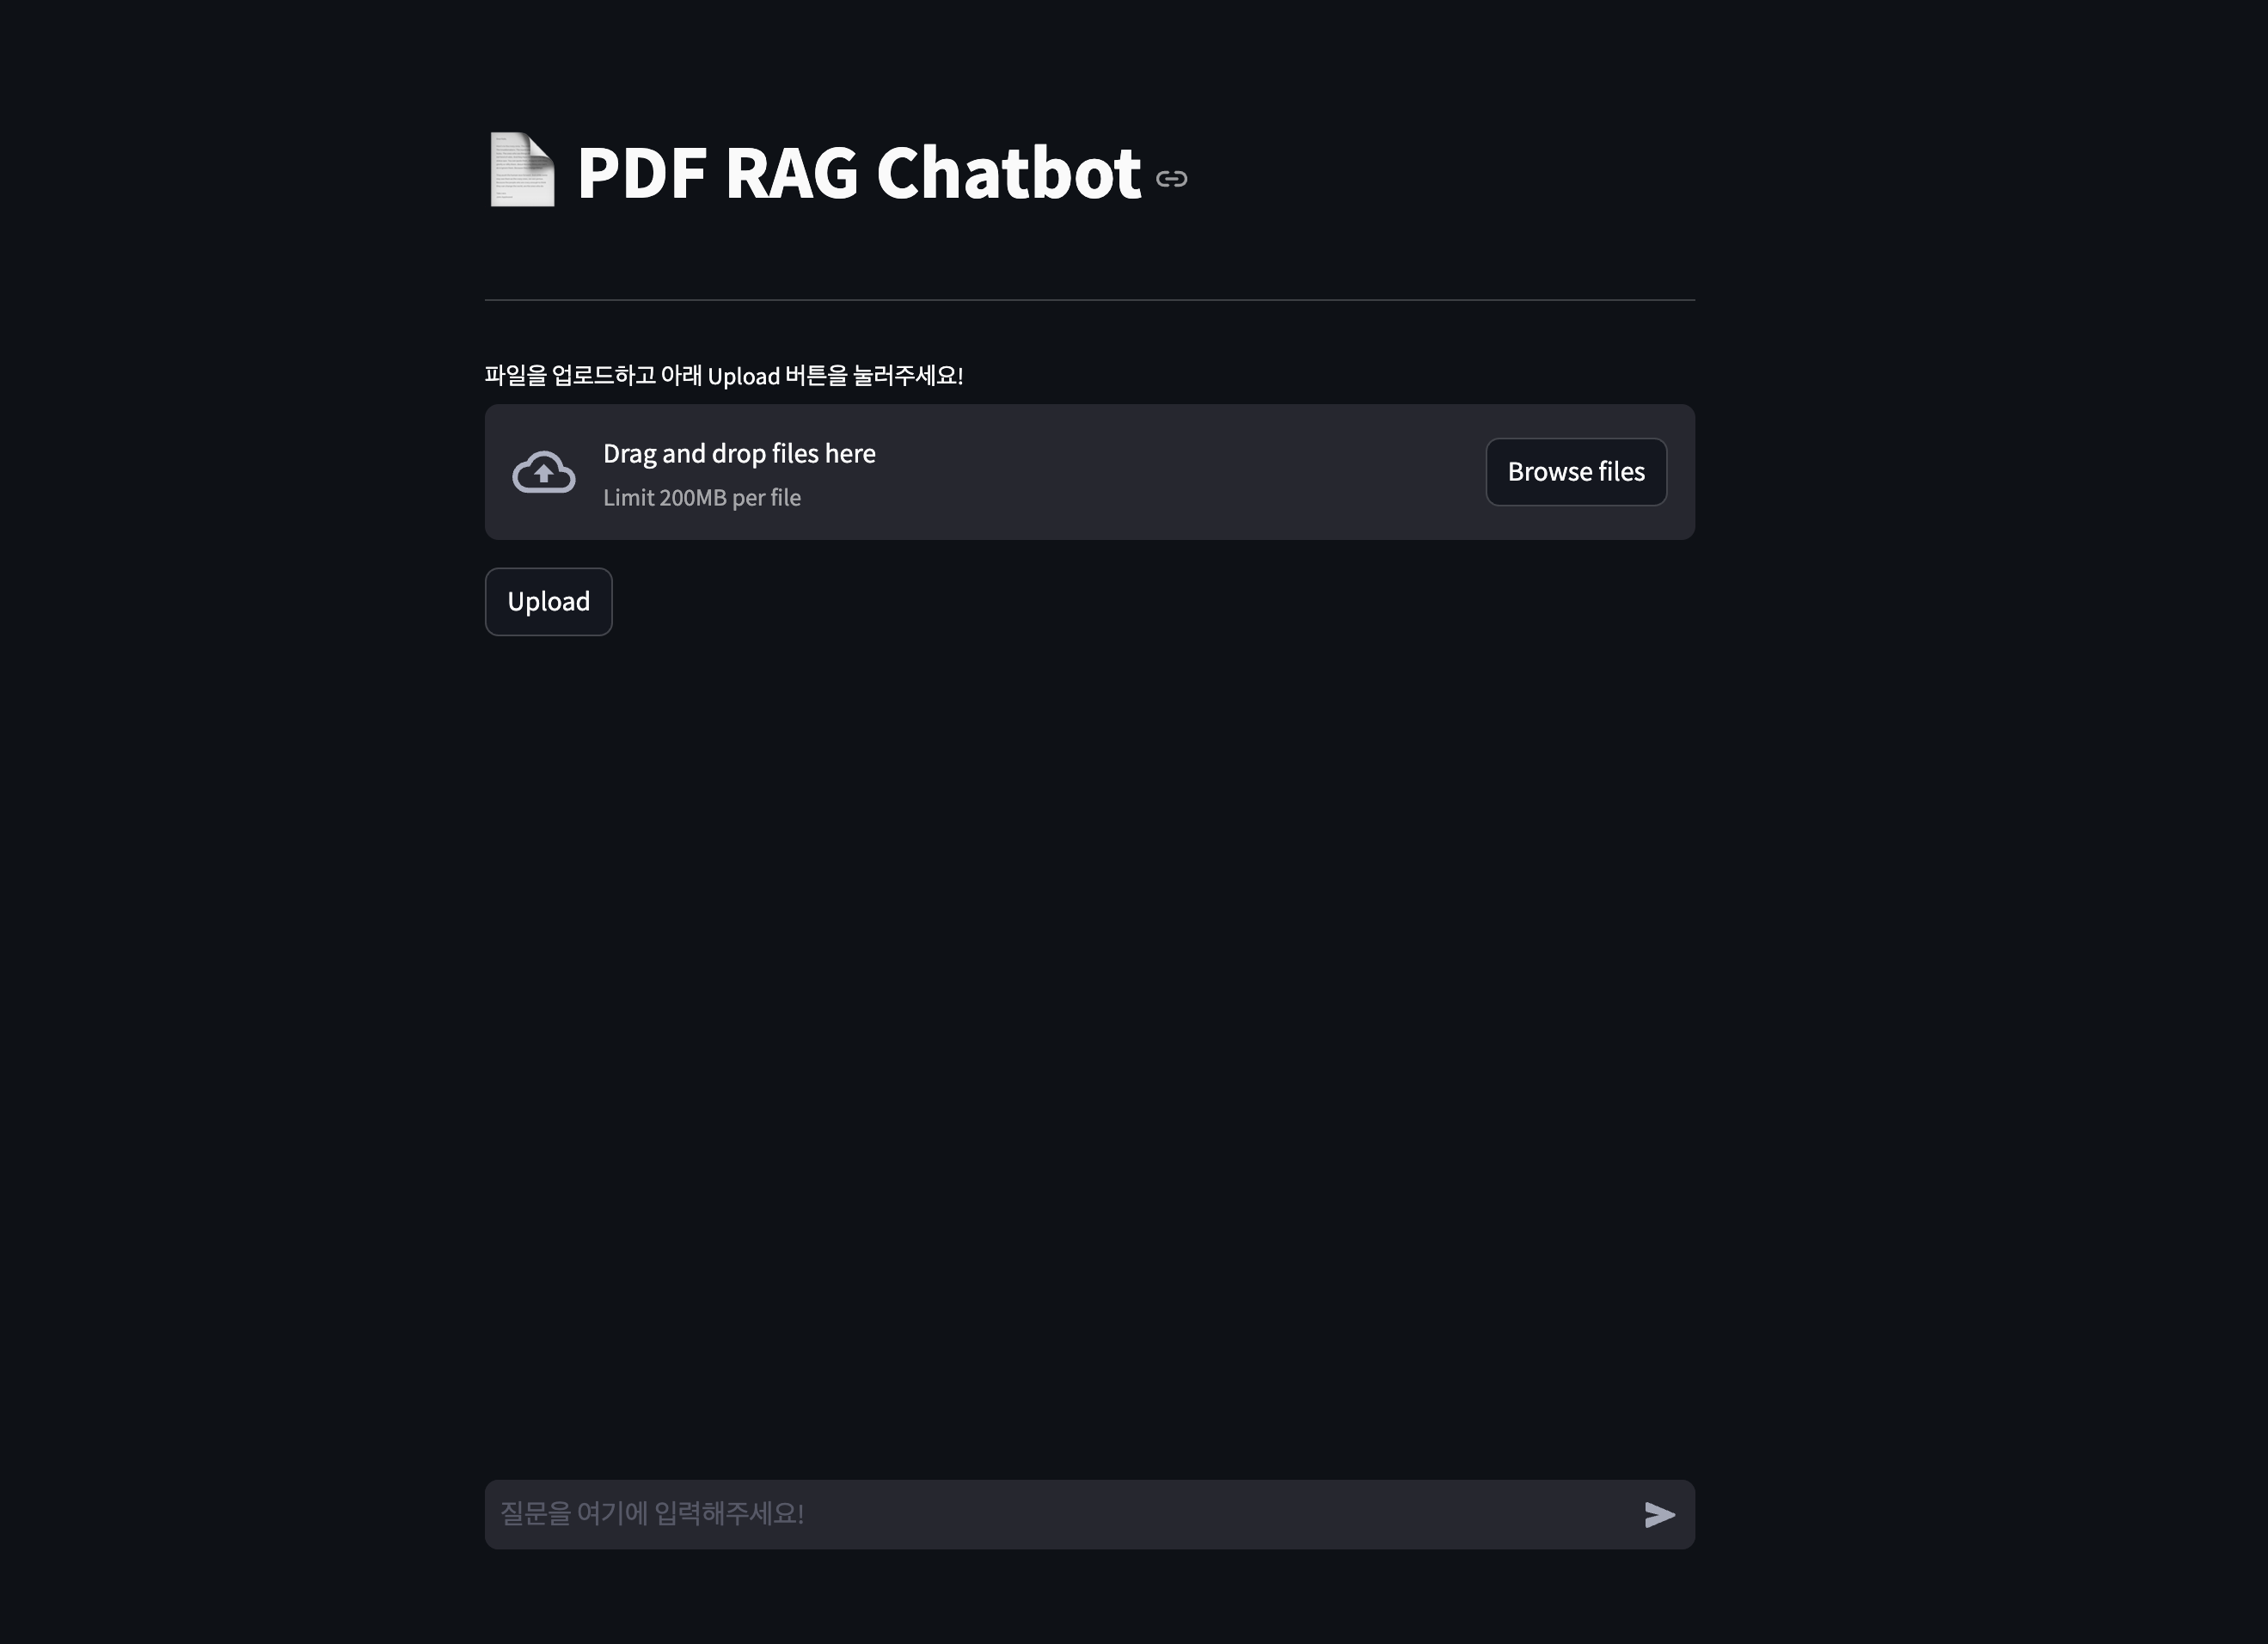 PDF RAG Chatbot
파일을 업로드하고 아래 Upload 버튼을 눌러주세요!
Drag and drop files here
Limit 200MB per file
Browse files
Upload
질문을 여기에 입력해주세요!